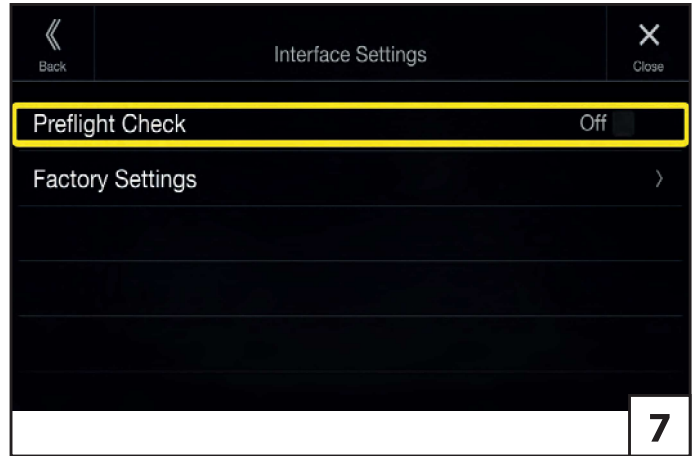 Back
Interface Settings
Close
Preflight Check Off
Factory Settings
7